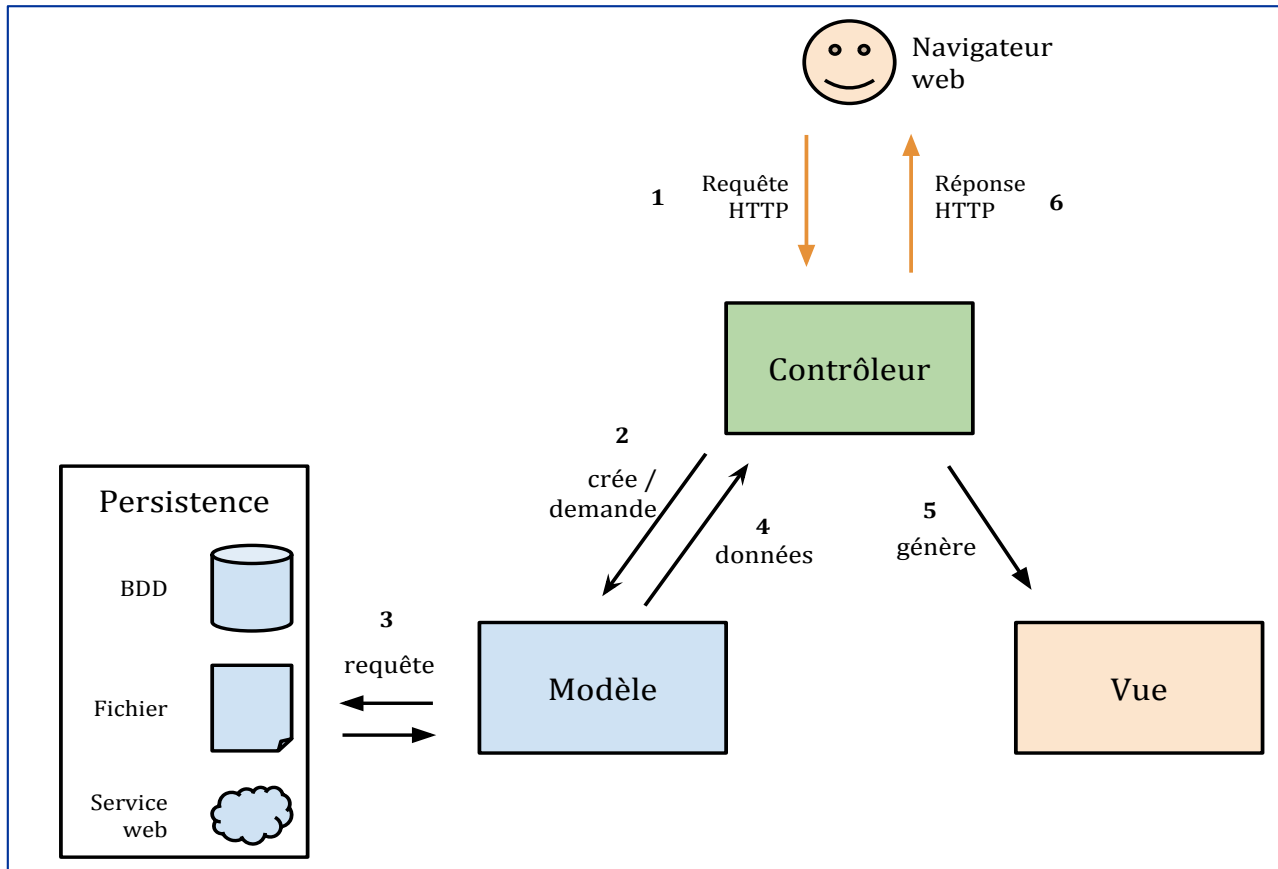 Navigateur
web
1
Requête
HTTP
Réponse
HTTP
6
Contrôleur
2
crée /
demande
4
données
5
génère
Persistence
BDD
Fichier
Service
web
3
requête
Modèle
Vue